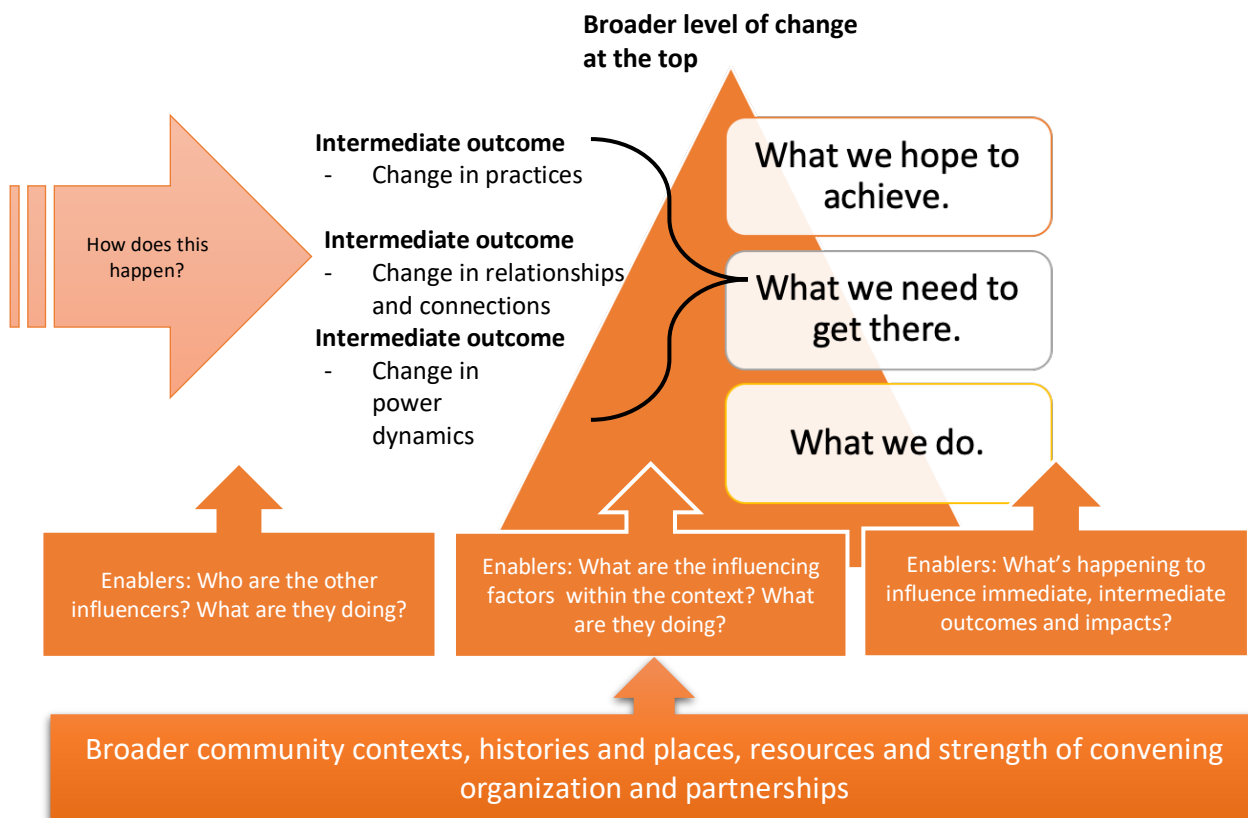 Broader level of change
at the top
How does this
happen?
Intermediate outcome
- Change in practices
Intermediate outcome
- Change in relationships
and connections
Intermediate outcome
- Change in
power
dynamics
What we hope to
achieve.
What we need to
get there.
What we do.
Enablers: Who are the other
influencers? What are they doing?
Enablers: What are the influencing
factors within the context? What
are they doing?
Enablers: What’s happening to
influence immediate, intermediate
outcomes and impacts?
Broader community contexts, histories and places, resources and strength of convening
organization and partnerships